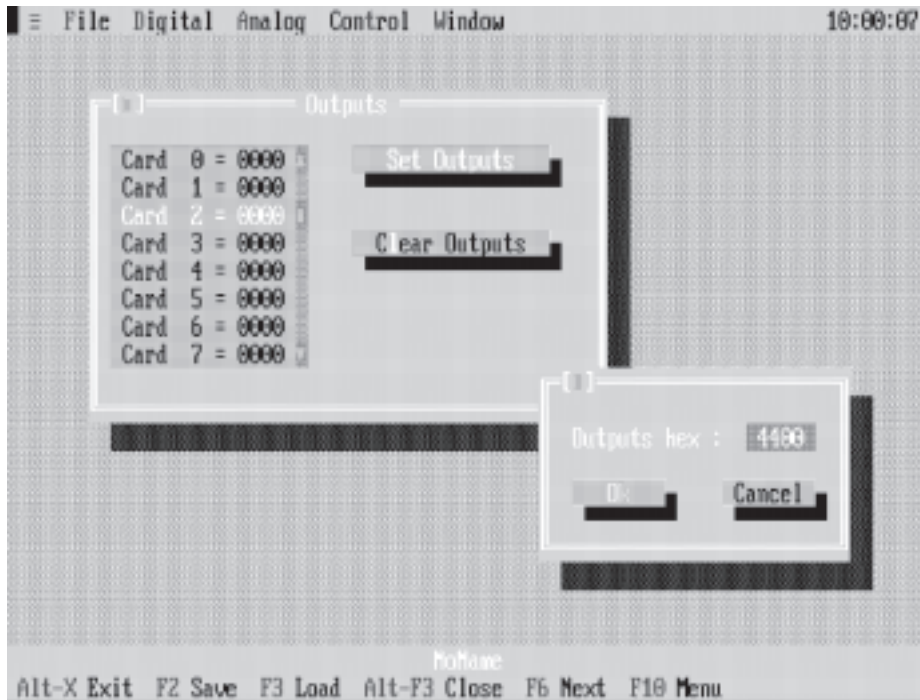 ≡ File Digital Analog Control Window 10:00:07
Outputs
Card 0 = 0000
Card 1 = 0000
Card 2 = 0000
Card 3 = 0000
Card 4 = 0000
Card 5 = 0000
Card 6 = 0000
Card 7 = 0000
Set Outputs
Clear Outputs
Outputs hex : 4400
Ok Cancel
NoName
Alt-X Exit F2 Save F3 Load Alt-F3 Close F6 Next F10 Menu